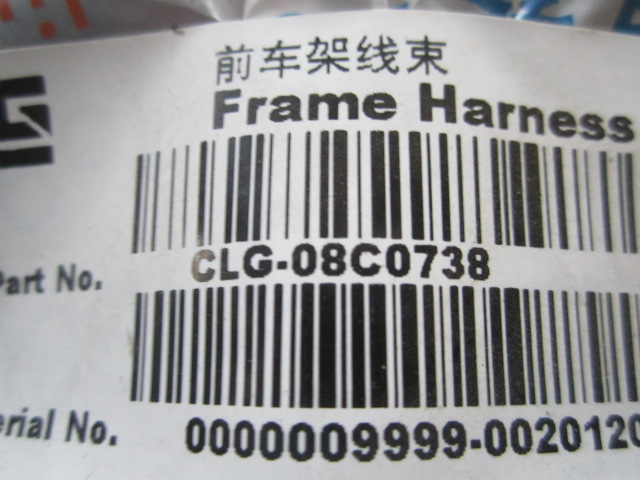 前车架线束
Frame Harness
Part No. CLG-08C0738
erial No. 0000009999-0020120